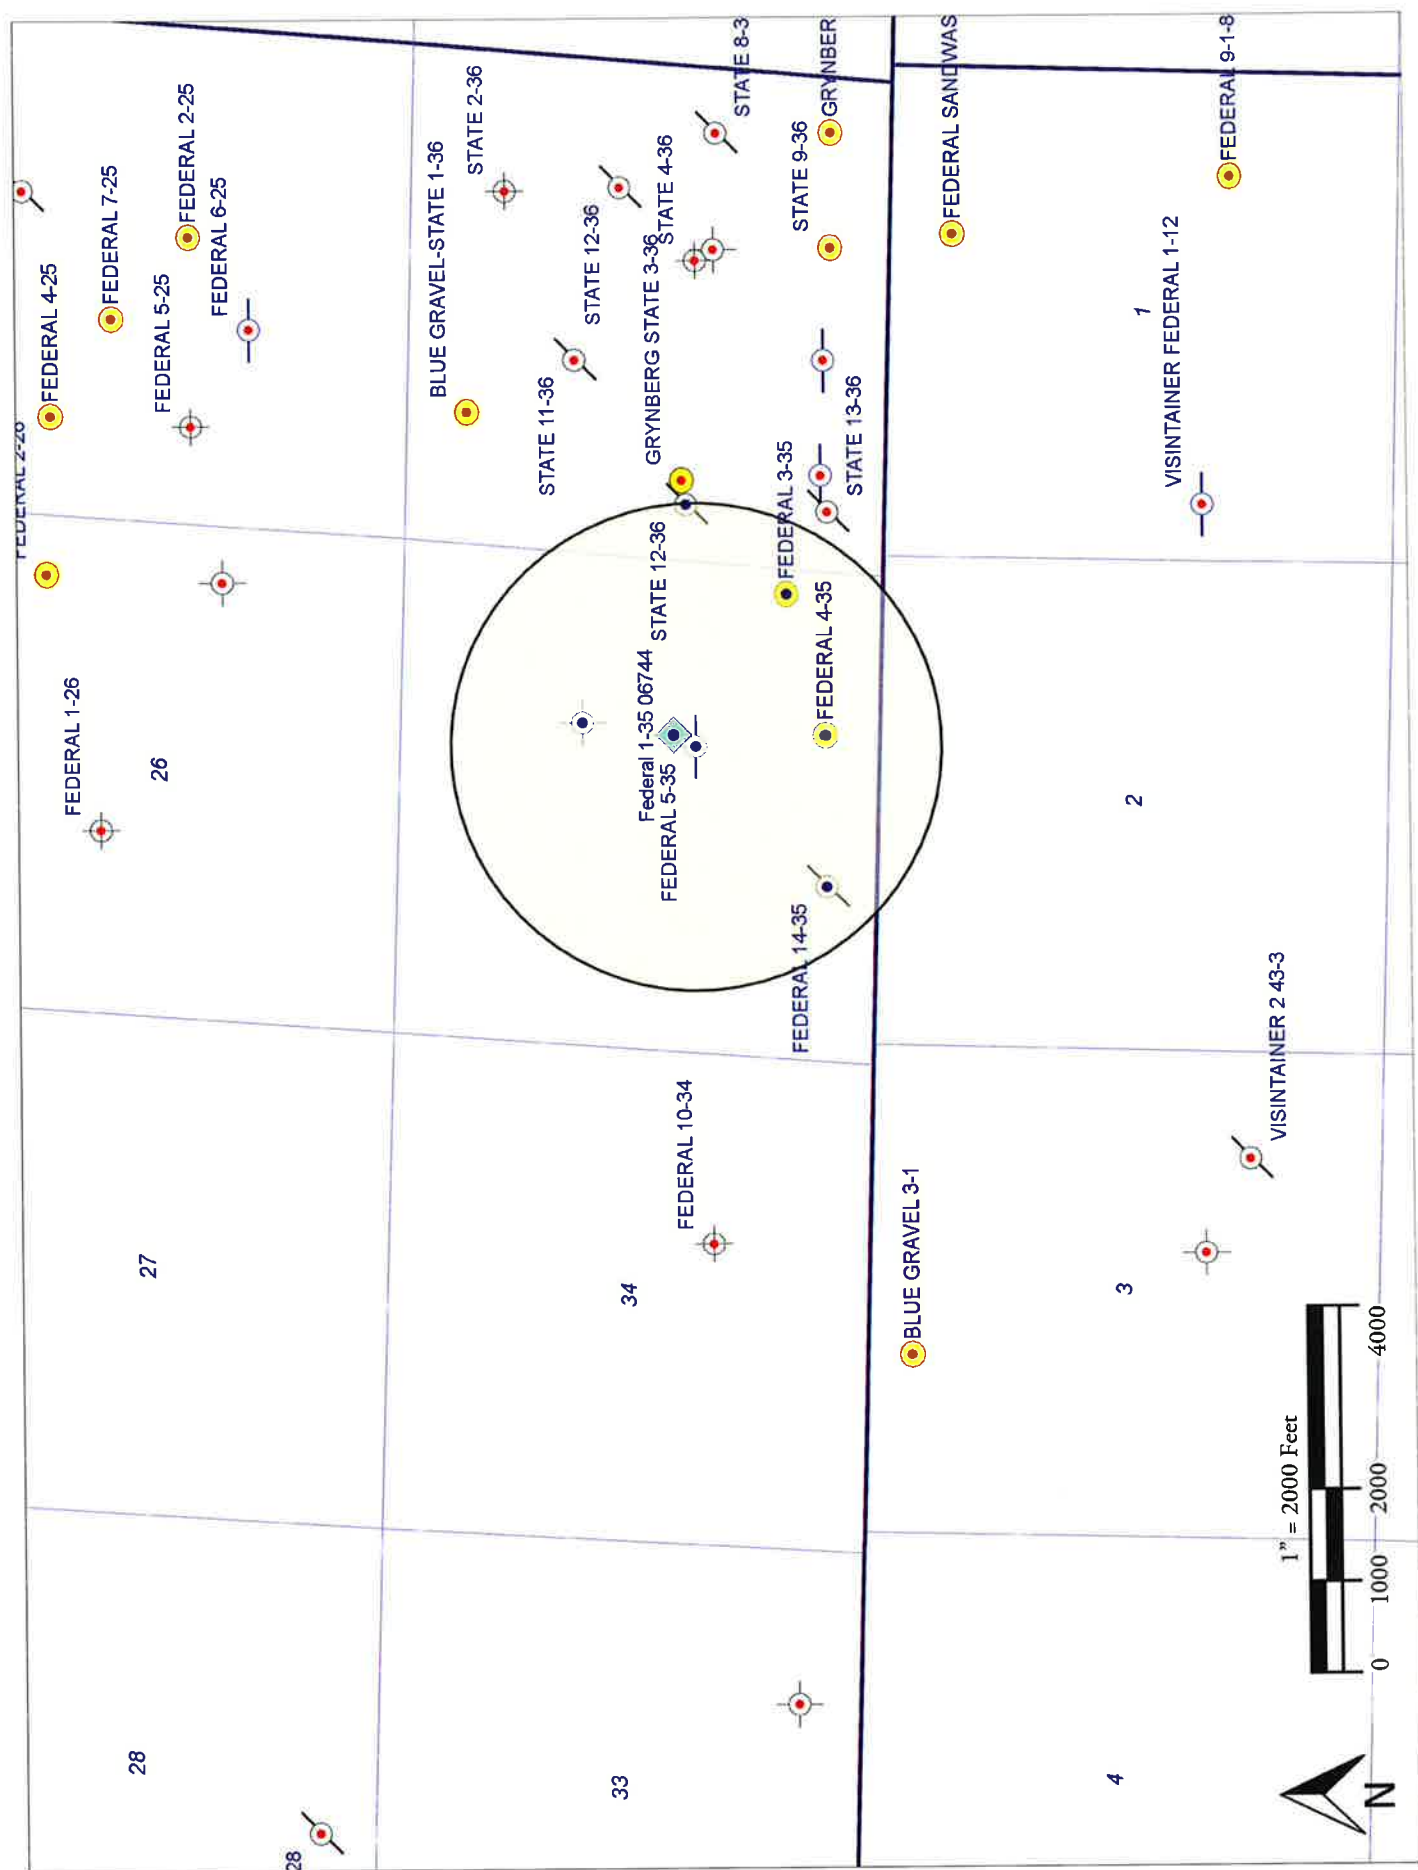 FEDERAL 2-26
FEDERAL 4-25
FEDERAL 7-25
FEDERAL 2-25
FEDERAL 5-25
FEDERAL 6-25
FEDERAL 1-26
26
27
28
28
BLUE GRAVEL-STATE 1-36
STATE 2-36
STATE 11-36
STATE 12-36
GRYNBERG STATE 3-36
STATE 4-36
STATE 8-3
STATE 9-36
GRYNBER
STATE 13-36
STATE 12-36
FEDERAL 3-35
Federal 1-35 06744
FEDERAL 5-35
FEDERAL 4-35
FEDERAL 14-35
FEDERAL 10-34
34
33
FEDERAL SANDWAS
FEDERAL 9-1-8
1
VISINTAINER FEDERAL 1-12
2
VISINTAINER 2 43-3
BLUE GRAVEL 3-1
3
4
1" = 2000 Feet
0 1000 2000 4000
N